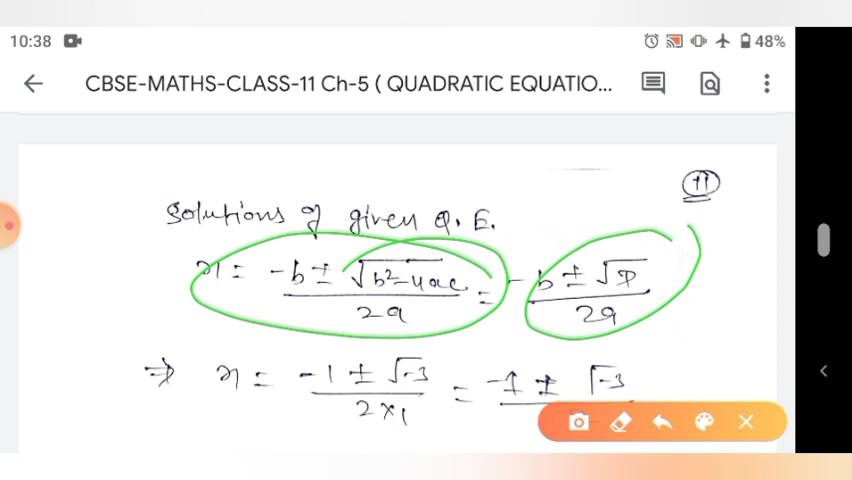 10:38 48%
CBSE-MATHS-CLASS-11 Ch-5 ( QUADRATIC EQUATIO...
11
Solutions of given Q. E.
x = -b ± √b²-4ac / 2a = -b ± √D / 2a
⇒ x = -1 ± √-3 / 2×1 = -1 ± √-3